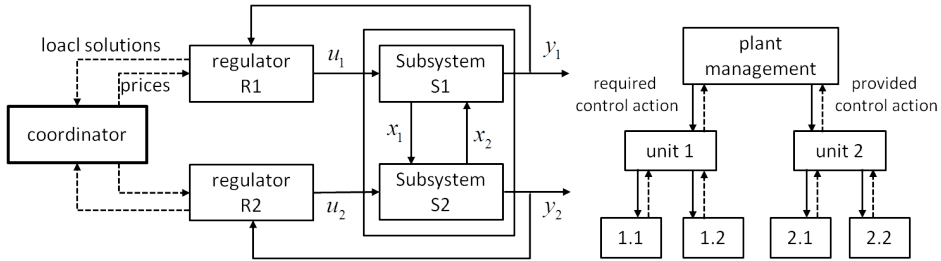 loacl solutions
prices
coordinator
regulator
R1
regulator
R2
u1
u2
Subsystem
S1
x1
x2
Subsystem
S2
y1
y2
plant
management
required
control action
provided
control action
unit 1
unit 2
1.1
1.2
2.1
2.2